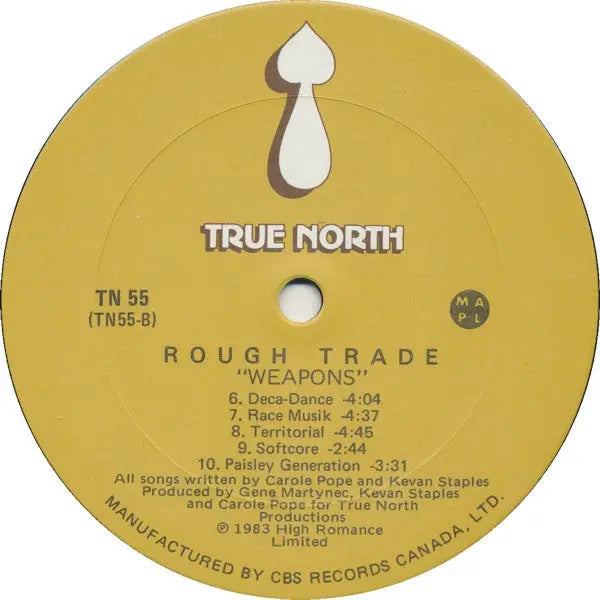 TRUE NORTH
TN 55
(TN55-B)
M A
P L
ROUGH TRADE
"WEAPONS"
6. Deca-Dance -4:04
7. Race Musik -4:37
8. Territorial -4:45
9. Softcore -2:44
10. Paisley Generation -3:31
All songs written by Carole Pope and Kevan Staples
Produced by Gene Martynec, Kevan Staples
and Carole Pope for True North
Productions
℗ 1983 High Romance
Limited
MANUFACTURED BY CBS RECORDS CANADA, LTD.